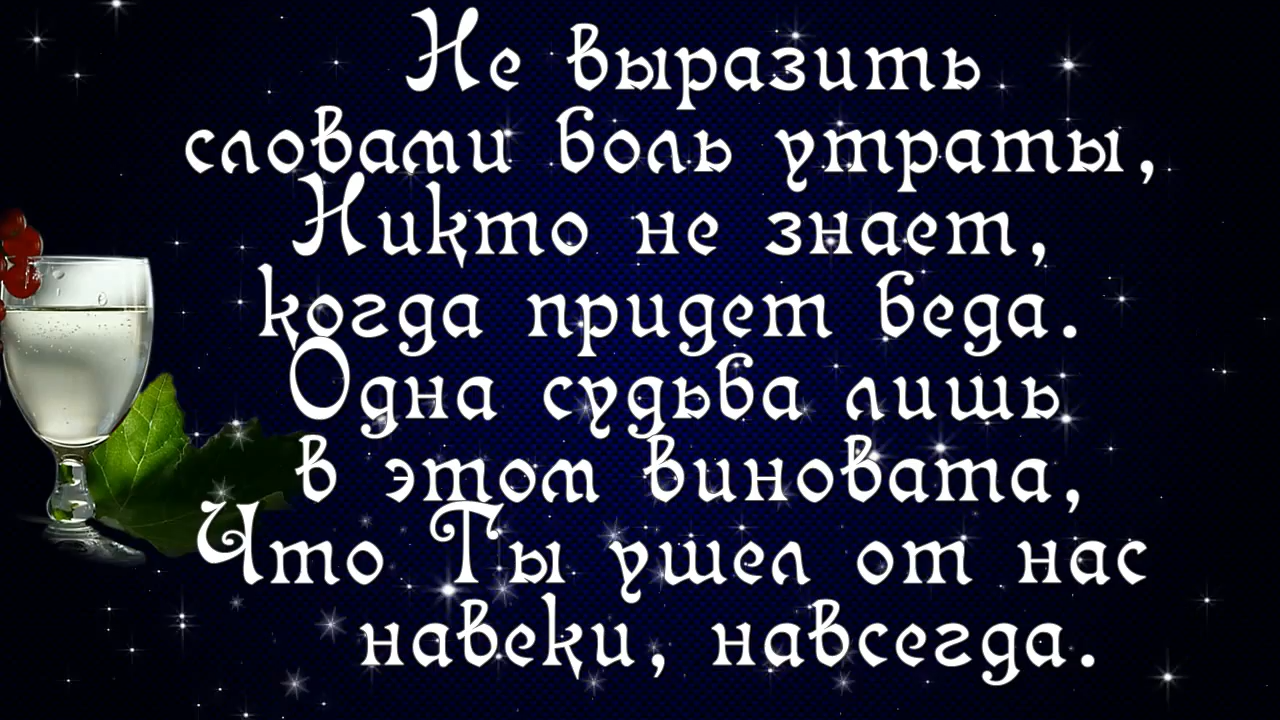 Не выразить
словами боль утраты,
Никто не знает,
когда придет беда.
Одна судьба лишь
в этом виновата,
Что Ты ушел от нас
навеки, навсегда.